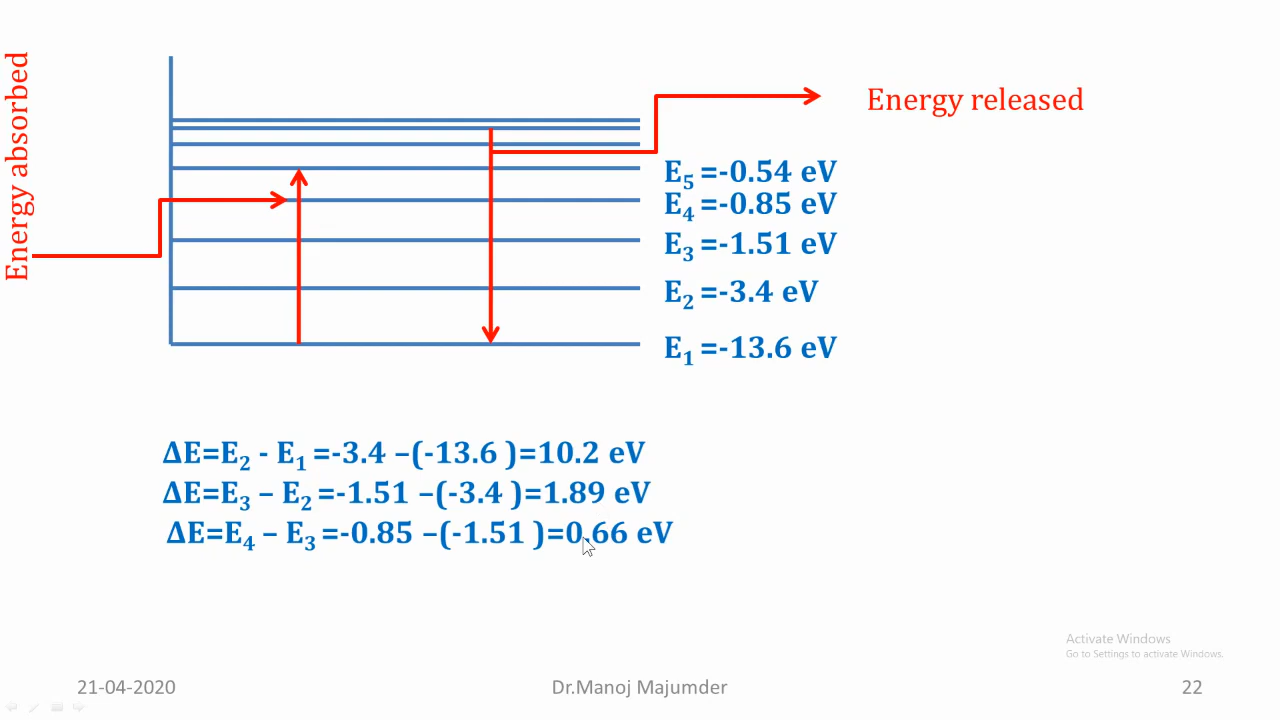 Energy absorbed
Energy released
E₅ =-0.54 eV
E₄ =-0.85 eV
E₃ =-1.51 eV
E₂ =-3.4 eV
E₁ =-13.6 eV
ΔE=E₂ - E₁ =-3.4 –(-13.6 )=10.2 eV
ΔE=E₃ – E₂ =-1.51 –(-3.4 )=1.89 eV
ΔE=E₄ – E₃ =-0.85 –(-1.51 )=0.66 eV
Activate Windows
Go to Settings to activate Windows.
21-04-2020
Dr.Manoj Majumder
22